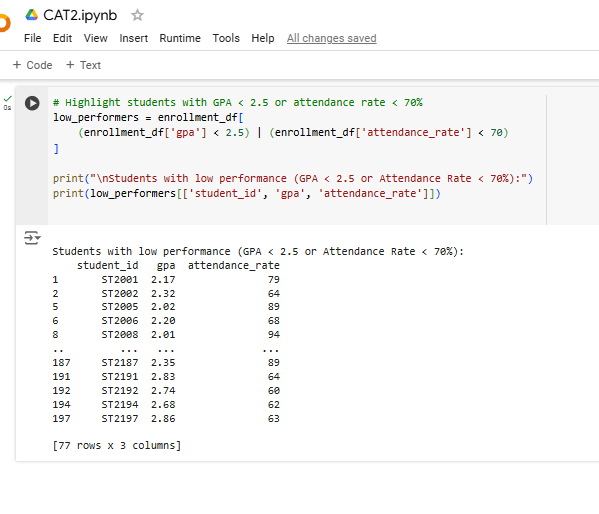 CAT2.ipynb
File Edit View Insert Runtime Tools Help All changes saved
+ Code + Text
0s
# Highlight students with GPA < 2.5 or attendance rate < 70%
low_performers = enrollment_df[
    (enrollment_df['gpa'] < 2.5) | (enrollment_df['attendance_rate'] < 70)
]
print("\nStudents with low performance (GPA < 2.5 or Attendance Rate < 70%):")
print(low_performers[['student_id', 'gpa', 'attendance_rate']])
Students with low performance (GPA < 2.5 or Attendance Rate < 70%):
    student_id   gpa  attendance_rate
1       ST2001  2.17               79
2       ST2002  2.32               64
5       ST2005  2.02               89
6       ST2006  2.20               68
8       ST2008  2.01               94
..         ...   ...              ...
187     ST2187  2.35               89
191     ST2191  2.83               64
192     ST2192  2.74               60
194     ST2194  2.68               62
197     ST2197  2.86               63
[77 rows x 3 columns]